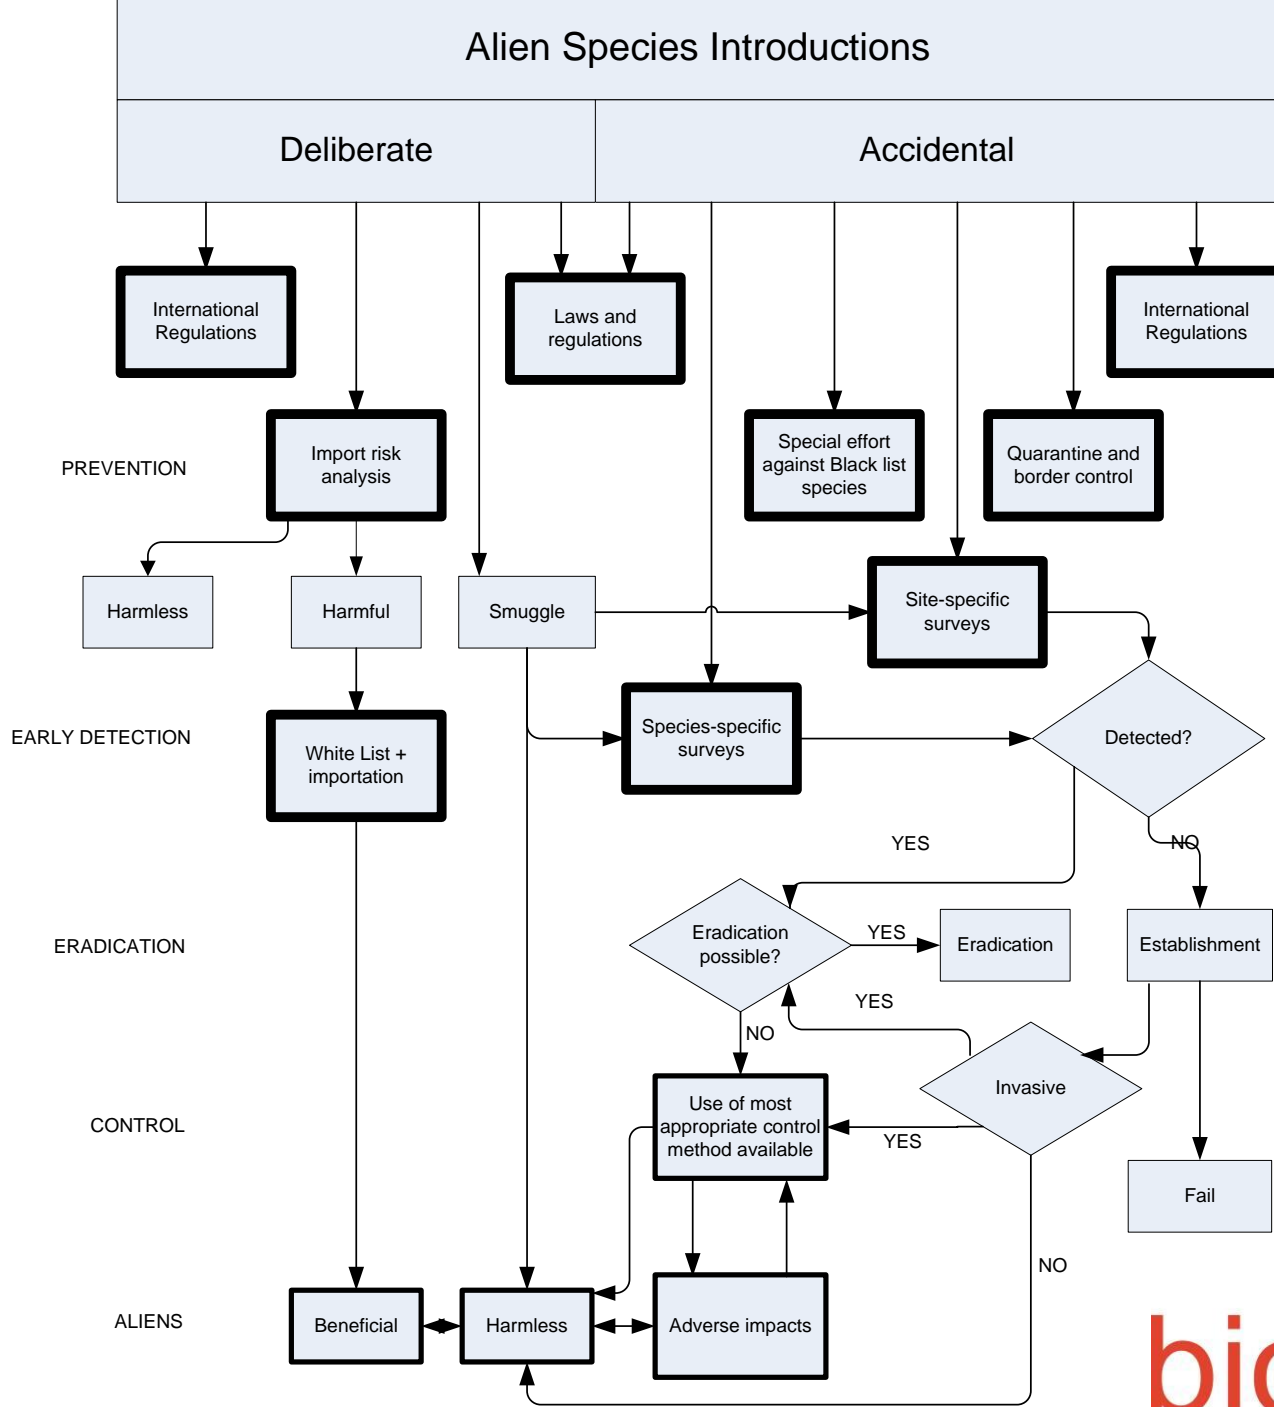 Alien Species Introductions
Deliberate
Accidental
International
Regulations
Laws and
regulations
International
Regulations
PREVENTION
Import risk
analysis
Special effort
against Black list
species
Quarantine and
border control
Harmless
Harmful
Smuggle
Site-specific
surveys
EARLY DETECTION
White List +
importation
Species-specific
surveys
Detected?
YES
NO
ERADICATION
Eradication
possible?
YES
Eradication
Establishment
YES
NO
CONTROL
Use of most
appropriate control
method available
YES
Invasive
Fail
NO
ALIENS
Beneficial
Harmless
Adverse impacts